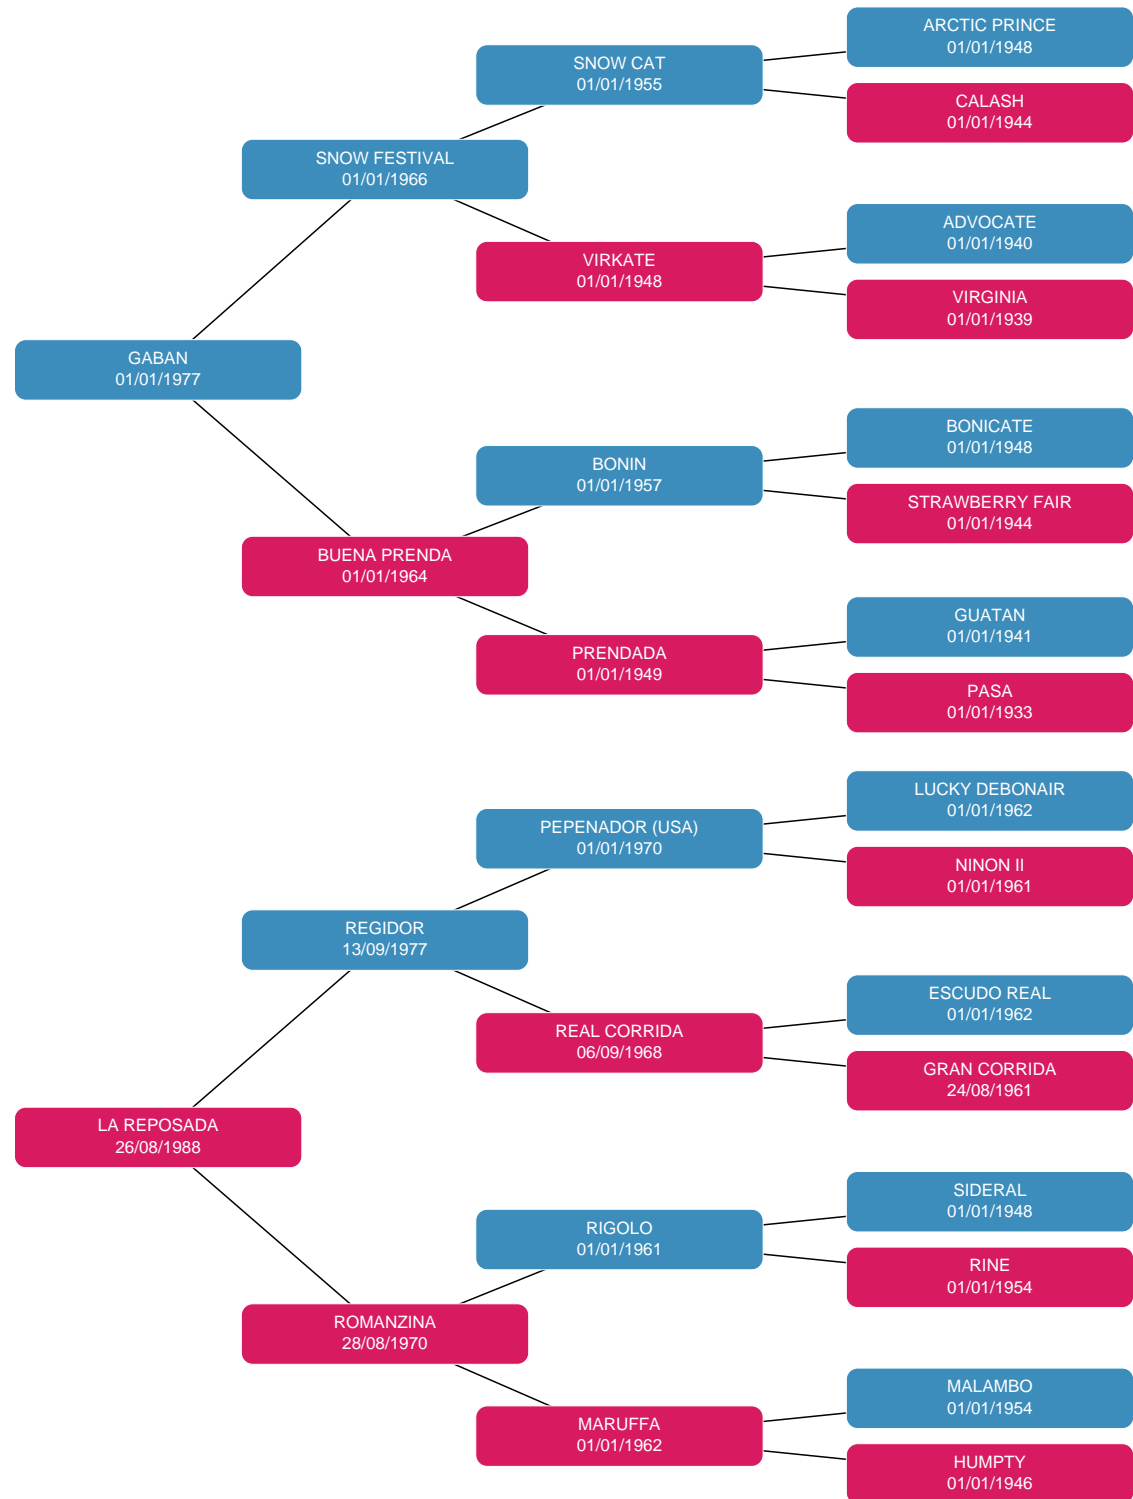 ARCTIC PRINCE
01/01/1948
SNOW CAT
01/01/1955
CALASH
01/01/1944
SNOW FESTIVAL
01/01/1966
ADVOCATE
01/01/1940
VIRKATE
01/01/1948
VIRGINIA
01/01/1939
GABAN
01/01/1977
BONICATE
01/01/1948
BONIN
01/01/1957
STRAWBERRY FAIR
01/01/1944
BUENA PRENDA
01/01/1964
GUATAN
01/01/1941
PRENDADA
01/01/1949
PASA
01/01/1933
LUCKY DEBONAIR
01/01/1962
PEPENADOR (USA)
01/01/1970
NINON II
01/01/1961
REGIDOR
13/09/1977
ESCUDO REAL
01/01/1962
REAL CORRIDA
06/09/1968
GRAN CORRIDA
24/08/1961
LA REPOSADA
26/08/1988
SIDERAL
01/01/1948
RIGOLO
01/01/1961
RINE
01/01/1954
ROMANZINA
28/08/1970
MALAMBO
01/01/1954
MARUFFA
01/01/1962
HUMPTY
01/01/1946